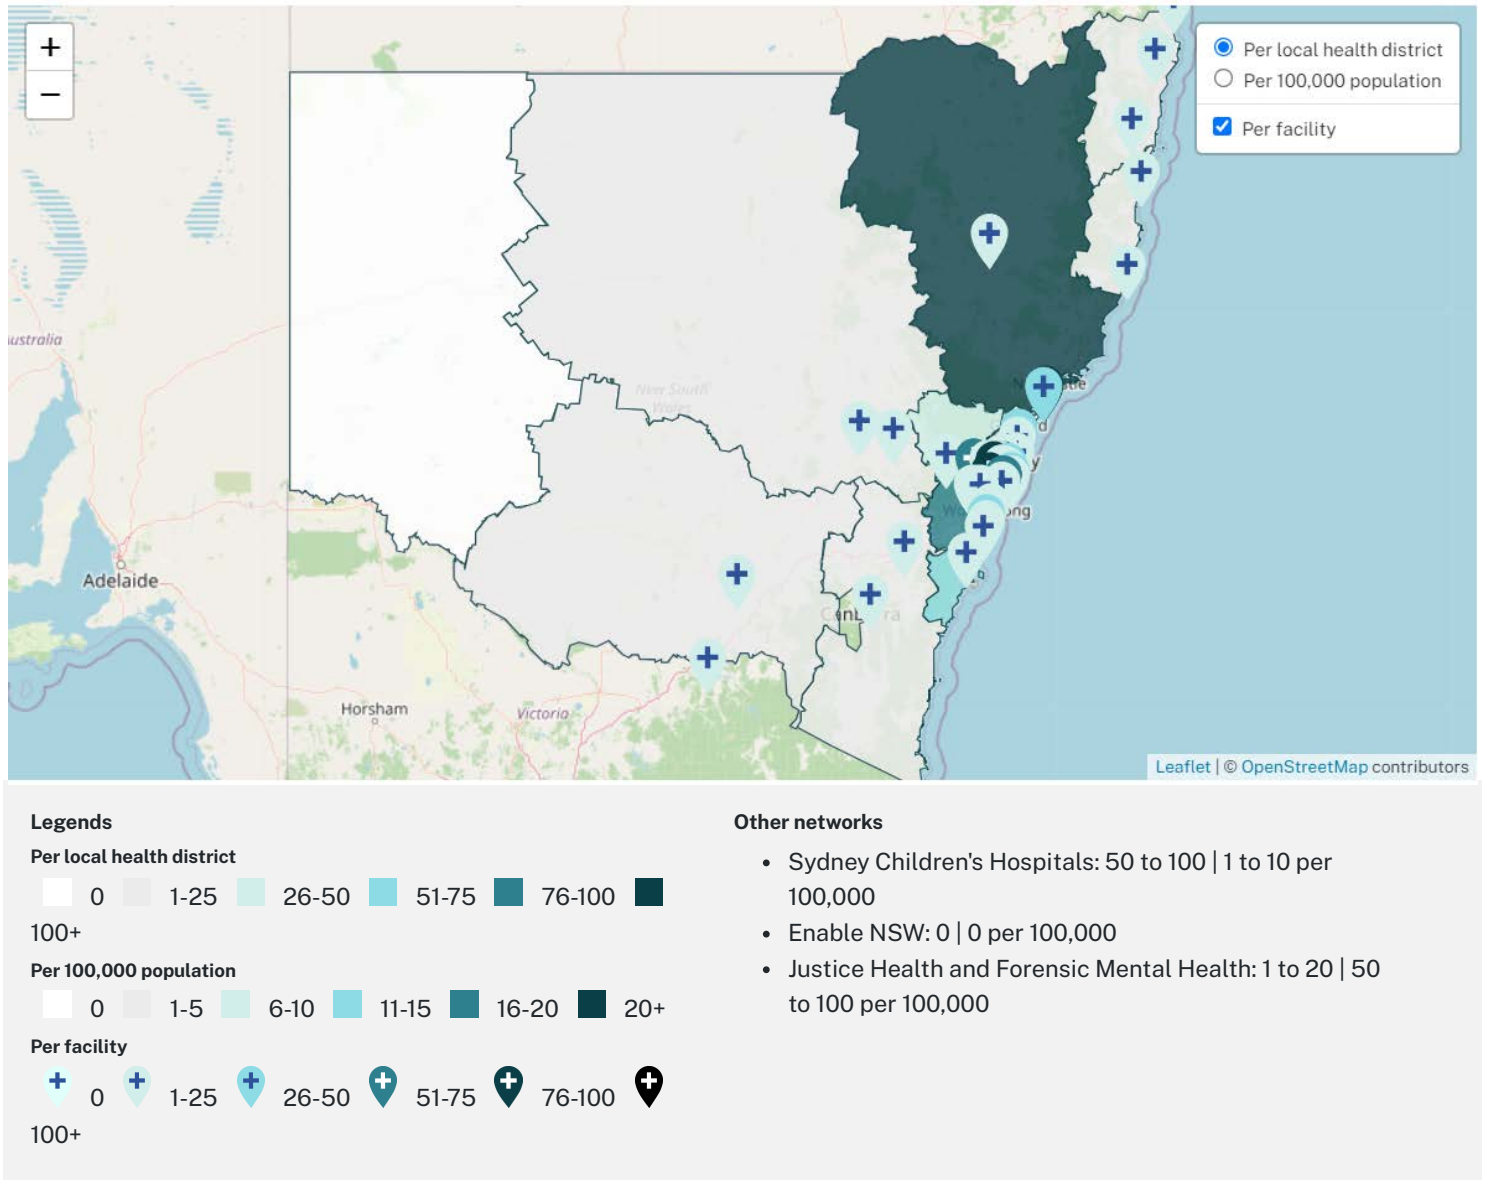 +
−
Per local health district
Per 100,000 population
Per facility
New South
Wales
Adelaide
Horsham
Victoria
Leaflet | © OpenStreetMap contributors
Legends
Per local health district
0 1-25 26-50 51-75 76-100
100+
Per 100,000 population
0 1-5 6-10 11-15 16-20 20+
Per facility
0 1-25 26-50 51-75 76-100
100+
Other networks
• Sydney Children's Hospitals: 50 to 100 | 1 to 10 per
100,000
• Enable NSW: 0 | 0 per 100,000
• Justice Health and Forensic Mental Health: 1 to 20 | 50
to 100 per 100,000